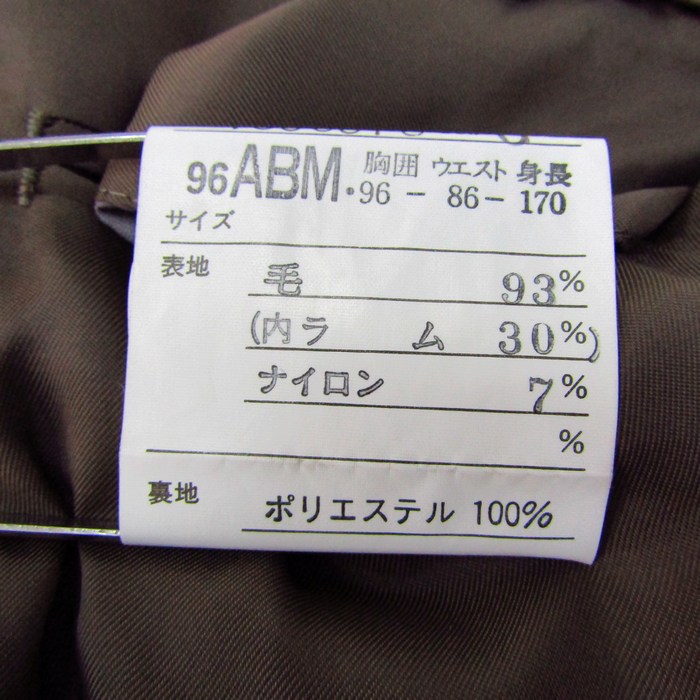 胸囲 ウエスト 身長
96ABM・96 － 86－ 170
サイズ
表地 毛 93%
(内ラム 30%)
ナイロン 7%
%
裏地 ポリエステル 100%